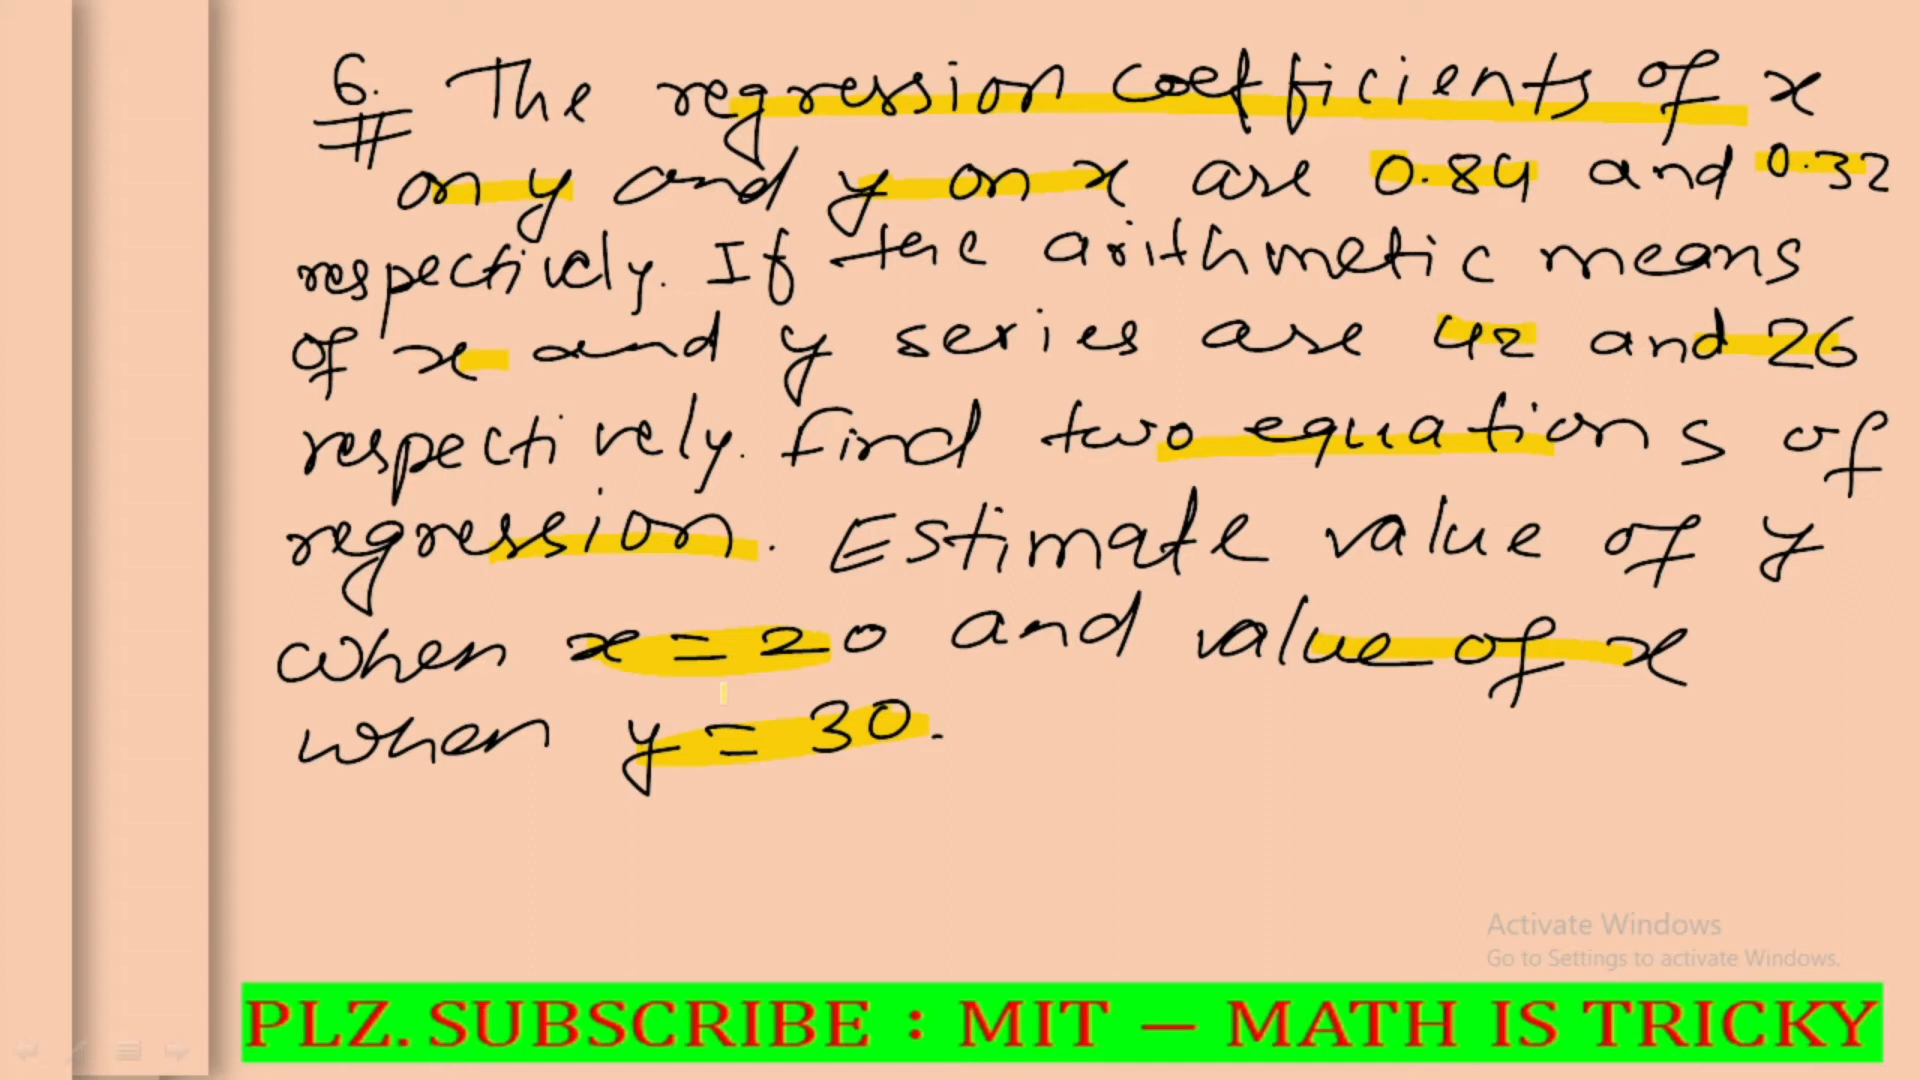 6. The regression coefficients of x
on y and y on x are 0.84 and 0.32
respectively. If the arithmetic means
of x and y series are 42 and 26
respectively. Find two equations of
regression. Estimate value of y
when x = 20 and value of x
when y = 30.
Activate Windows
Go to Settings to activate Windows.
PLZ. SUBSCRIBE : MIT – MATH IS TRICKY